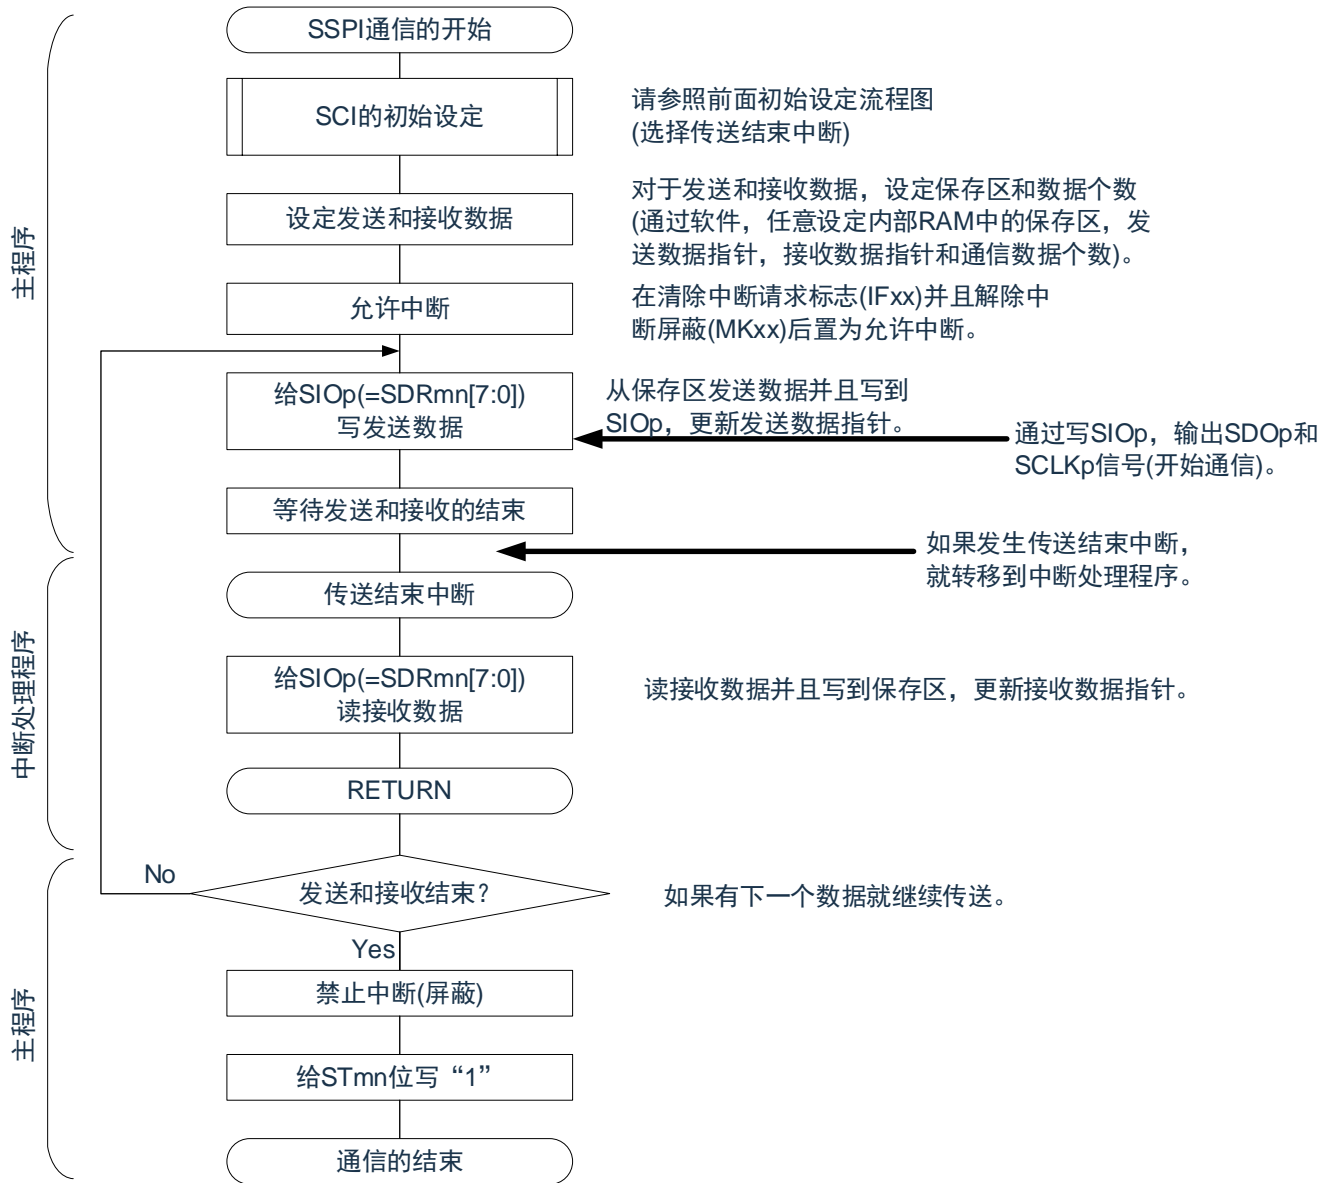 SSPI通信的开始
SCI的初始设定
请参照前面初始设定流程图
(选择传送结束中断)
设定发送和接收数据
对于发送和接收数据，设定保存区和数据个数
(通过软件，任意设定内部RAM中的保存区，发
送数据指针，接收数据指针和通信数据个数)。
主程序
允许中断
在清除中断请求标志(IFxx)并且解除中
断屏蔽(MKxx)后置为允许中断。
给SIOp(=SDRmn[7:0])
写发送数据
从保存区发送数据并且写到
SIOp，更新发送数据指针。
通过写SIOp，输出SDOp和
SCLKp信号(开始通信)。
等待发送和接收的结束
如果发生传送结束中断，
就转移到中断处理程序。
传送结束中断
中断处理程序
给SIOp(=SDRmn[7:0])
读接收数据
读接收数据并且写到保存区，更新接收数据指针。
RETURN
No
发送和接收结束？
如果有下一个数据就继续传送。
Yes
禁止中断(屏蔽)
主程序
给STmn位写“1”
通信的结束